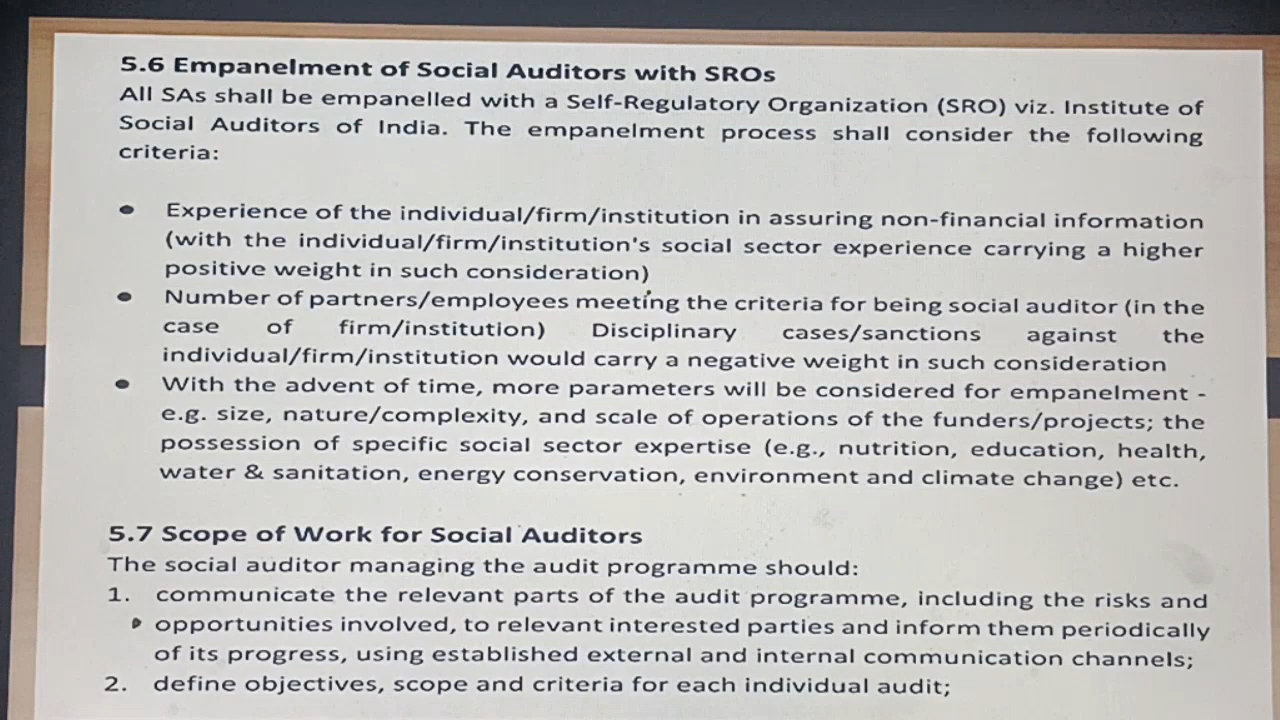 5.6 Empanelment of Social Auditors with SROs
All SAs shall be empanelled with a Self-Regulatory Organization (SRO) viz. Institute of
Social Auditors of India. The empanelment process shall consider the following
criteria:
● Experience of the individual/firm/institution in assuring non-financial information
(with the individual/firm/institution's social sector experience carrying a higher
positive weight in such consideration)
● Number of partners/employees meeting the criteria for being social auditor (in the
case of firm/institution) Disciplinary cases/sanctions against the
individual/firm/institution would carry a negative weight in such consideration
● With the advent of time, more parameters will be considered for empanelment -
e.g. size, nature/complexity, and scale of operations of the funders/projects; the
possession of specific social sector expertise (e.g., nutrition, education, health,
water & sanitation, energy conservation, environment and climate change) etc.
5.7 Scope of Work for Social Auditors
The social auditor managing the audit programme should:
1. communicate the relevant parts of the audit programme, including the risks and
opportunities involved, to relevant interested parties and inform them periodically
of its progress, using established external and internal communication channels;
2. define objectives, scope and criteria for each individual audit;